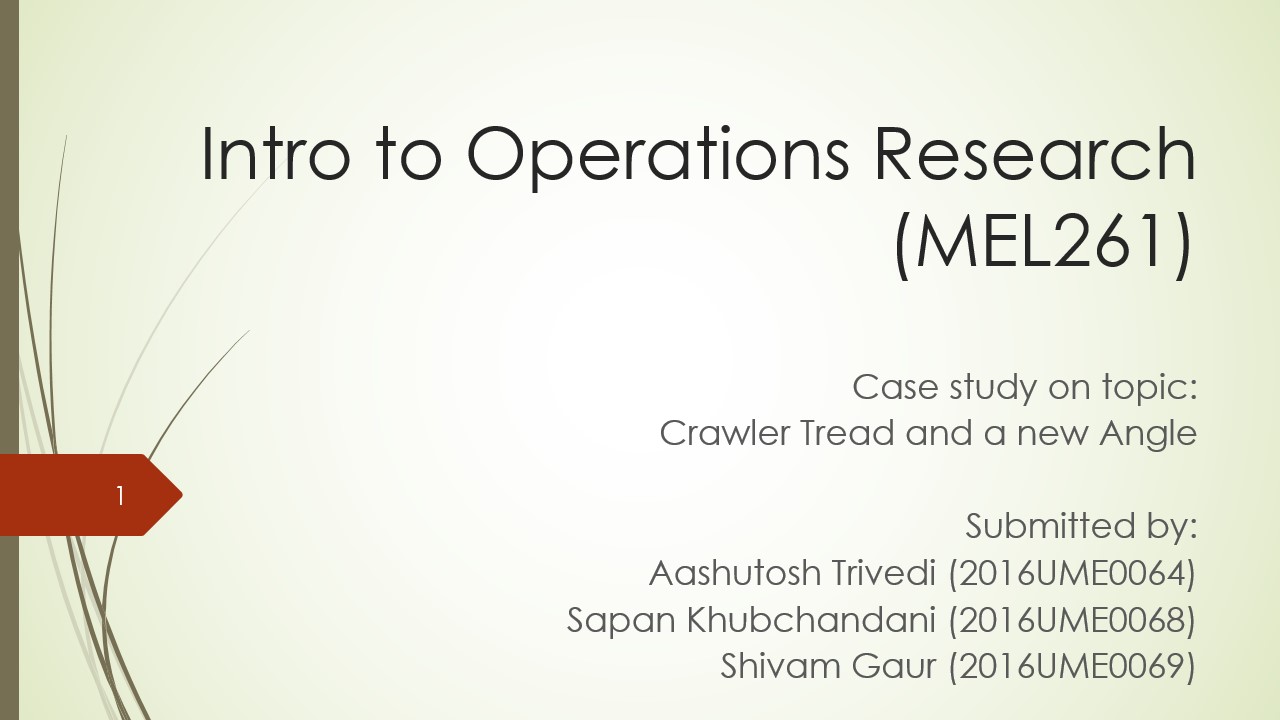 Intro to Operations Research
(MEL261)
Case study on topic:
Crawler Tread and a new Angle
1
Submitted by:
Aashutosh Trivedi (2016UME0064)
Sapan Khubchandani (2016UME0068)
Shivam Gaur (2016UME0069)